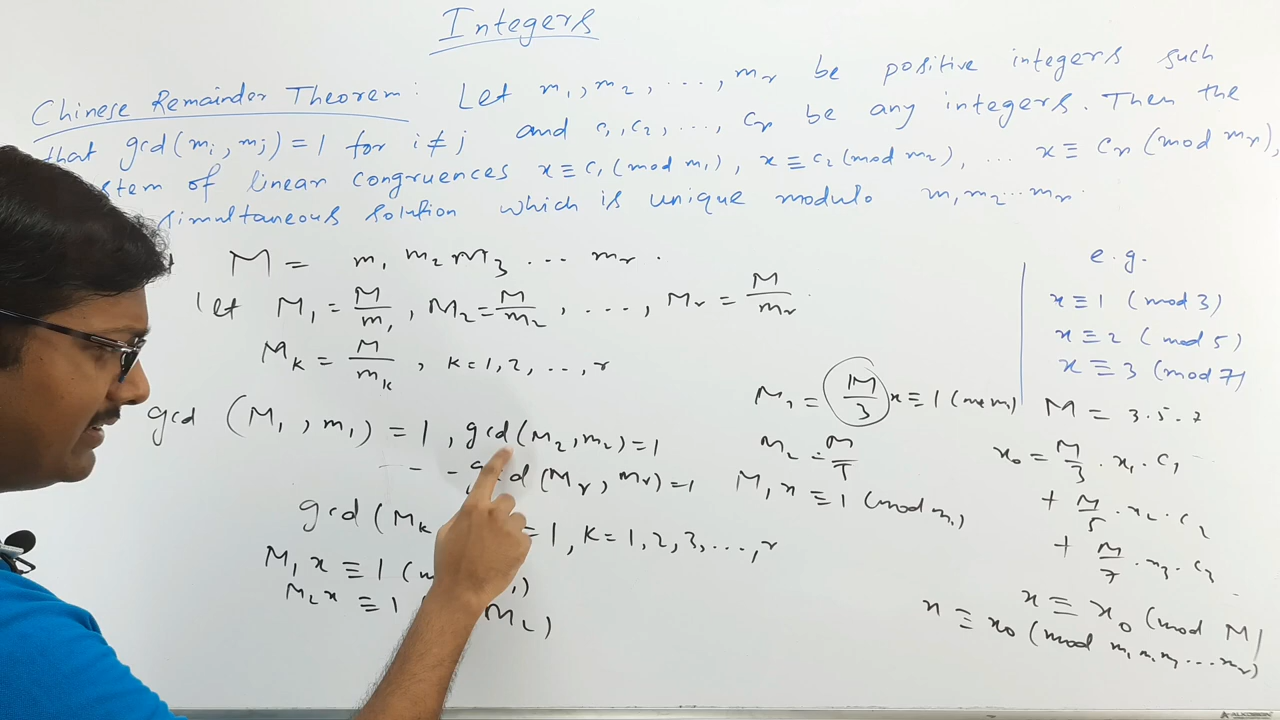 Integers
Chinese Remainder Theorem: Let m₁, m₂, ..., mᵣ be positive integers such
that gcd(mᵢ, mⱼ) = 1 for i ≠ j and c₁, c₂, ..., cᵣ be any integers. Then the
stem of linear congruences x ≡ c₁ (mod m₁), x ≡ c₂ (mod m₂), ... x ≡ cᵣ (mod mᵣ),
simultaneous solution which is unique modulo m₁m₂...mᵣ.
M = m₁ m₂ m₃ ... mᵣ.
Let M₁ = M/m₁, M₂ = M/m₂, ..., Mᵣ = M/mᵣ.
Mₖ = M/mₖ, k = 1, 2, ..., r
gcd (M₁, m₁) = 1, gcd(M₂, m₂) = 1
- - - gcd (Mᵣ, mᵣ) = 1
gcd (Mₖ = 1, k = 1, 2, 3, ..., r
M₁ x ≡ 1 (m ₁)
M₂ x ≡ 1 ( m₂)
M₁ = M/3 x ≡ 1 (mod m₁)
M₂ = M/5
M₁ x ≡ 1 (mod m₁)
e.g.
x ≡ 1 (mod 3)
x ≡ 2 (mod 5)
x ≡ 3 (mod 7)
M = 3.5.7
x₀ = M/3 . x₁ . c₁
+ M/5 . x₂ . c₂
+ M/7 . x₃ . c₃
x ≡ x₀ (mod M)
x ≡ x₀ (mod m₁ m₂ m₃ ... mᵣ)